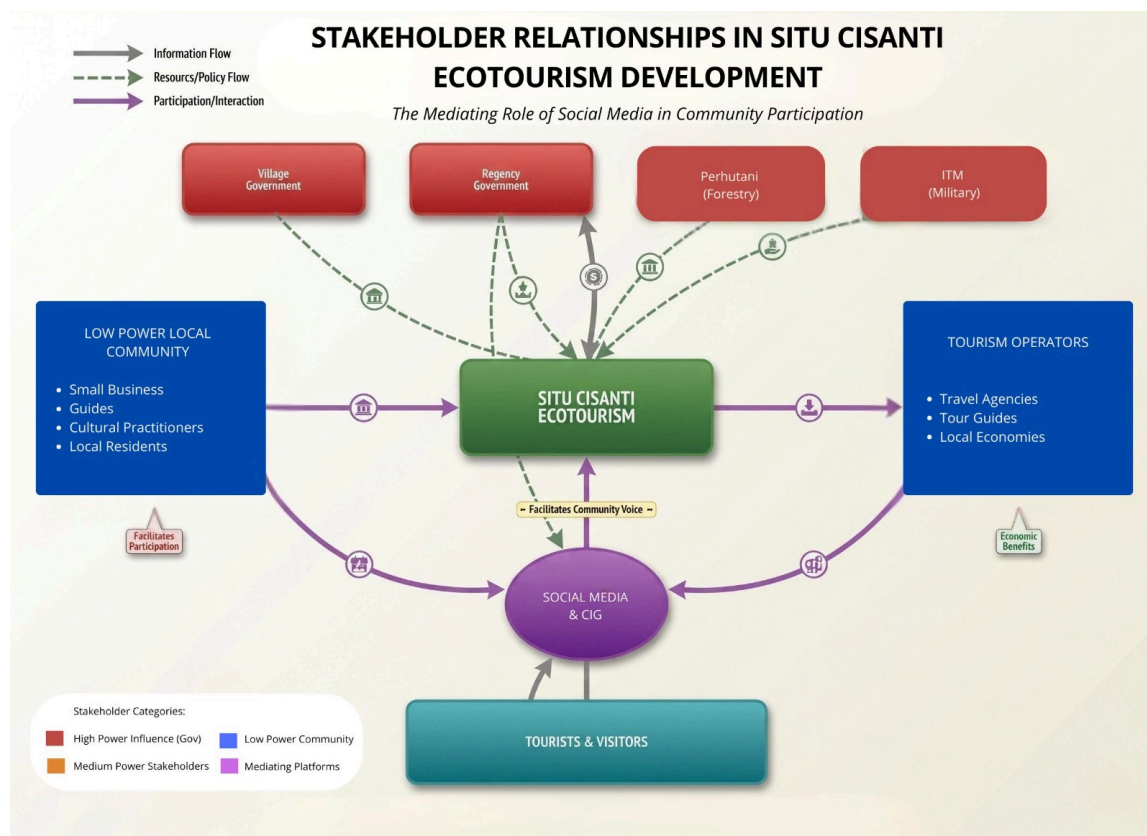 STAKEHOLDER RELATIONSHIPS IN SITU CISANTI
ECOTOURISM DEVELOPMENT
The Mediating Role of Social Media in Community Participation
Information Flow
Resourcs/Policy Flow
Participation/Interaction
Village
Government
Regency
Government
Perhutani
(Forestry)
ITM
(Military)
LOW POWER LOCAL
COMMUNITY
• Small Business
• Guides
• Cultural Practitioners
• Local Residents
SITU CISANTI
ECOTOURISM
TOURISM OPERATORS
• Travel Agencies
• Tour Guides
• Local Economies
Facilitates Community Voice
Facilitates
Participation
Economic
Benefits
SOCIAL MEDIA
& CIG
TOURISTS & VISITORS
Stakeholder Categories:
High Power Influence (Gov)
Low Power Community
Medium Power Stakeholders
Mediating Platforms